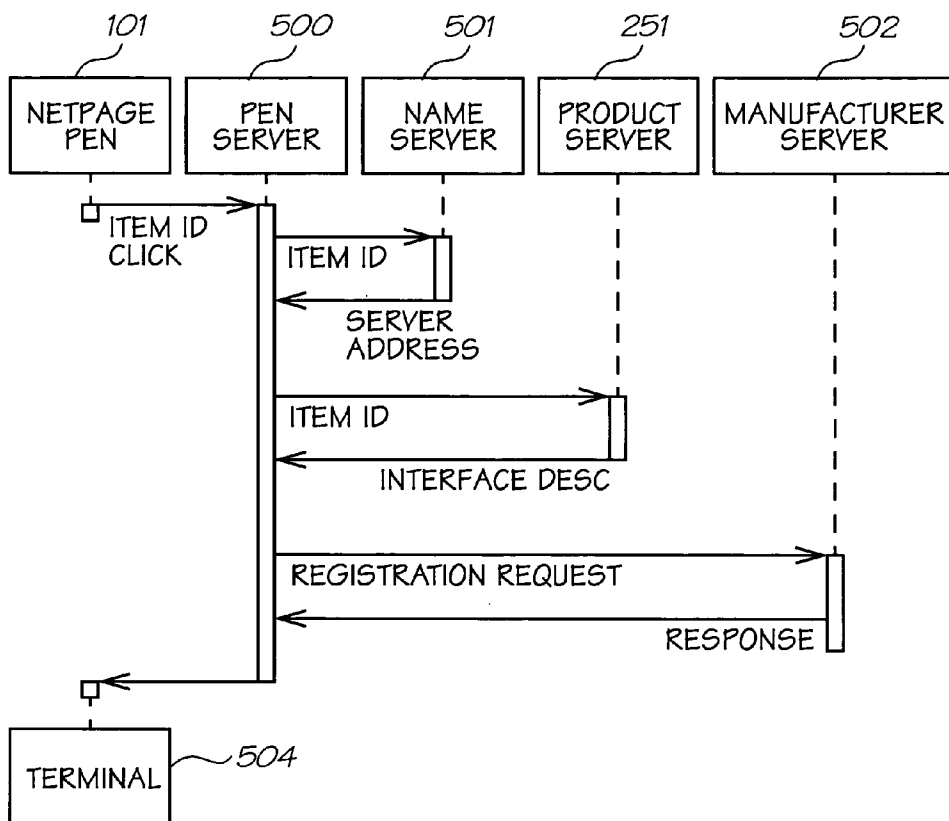 101
500
501
251
502
NETPAGE
PEN
PEN
SERVER
NAME
SERVER
PRODUCT
SERVER
MANUFACTURER
SERVER
ITEM ID
CLICK
ITEM ID
SERVER
ADDRESS
ITEM ID
INTERFACE DESC
REGISTRATION REQUEST
RESPONSE
TERMINAL
504